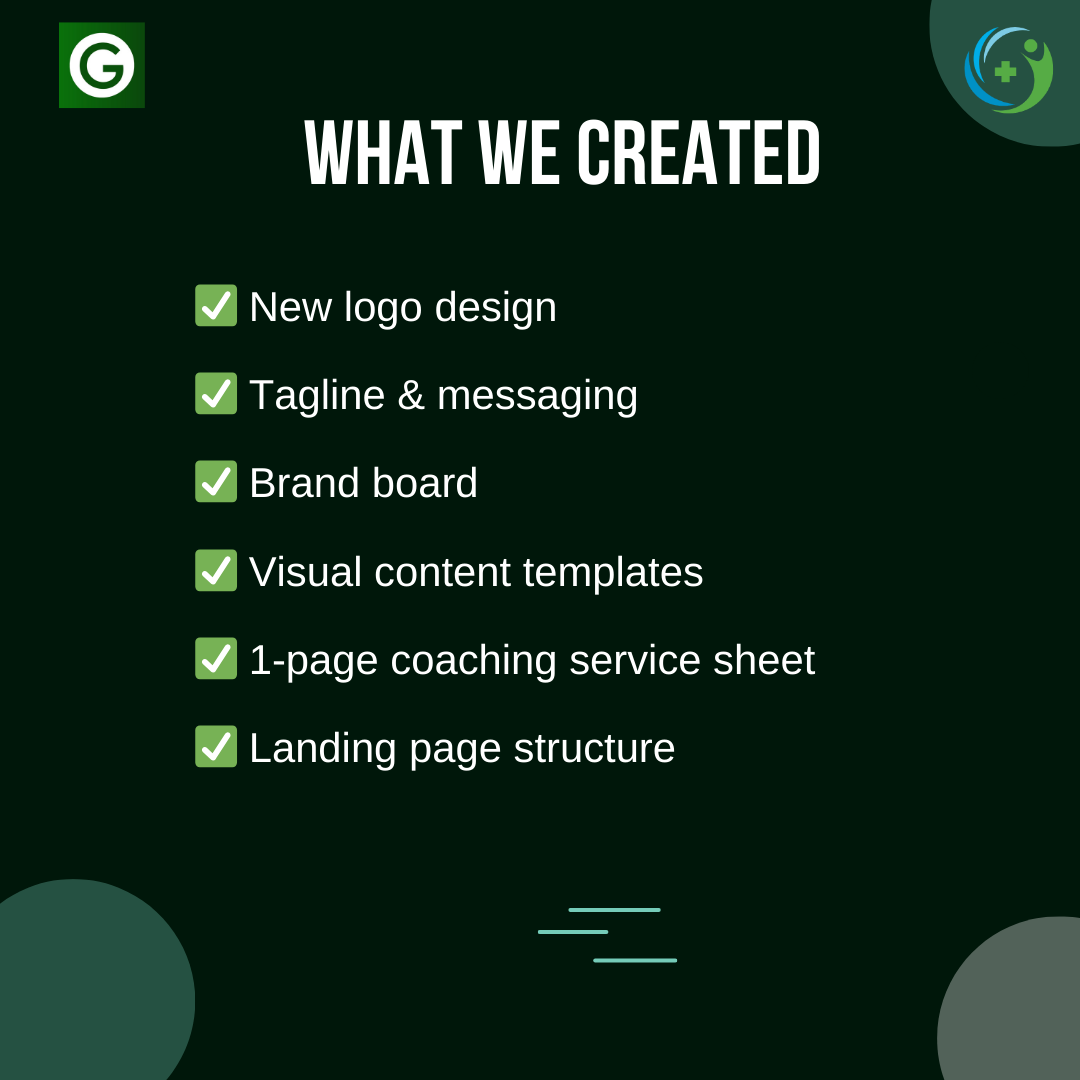 G
WHAT WE CREATED
✅ New logo design
✅ Tagline & messaging
✅ Brand board
✅ Visual content templates
✅ 1-page coaching service sheet
✅ Landing page structure